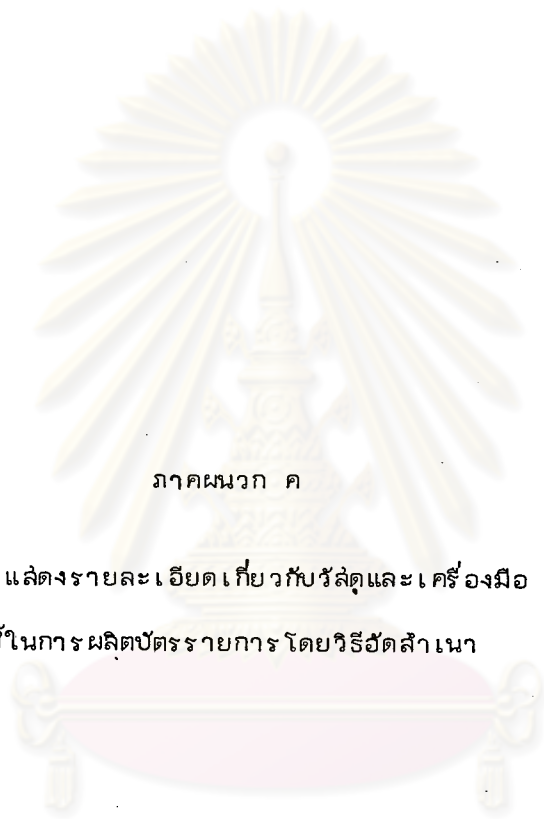 ภาคผนวก ค
แสดงรายละเอียดเกี่ยวกับวัสดุและเครื่องมือ
ในการผลิตบัตรรายการโดยวิธีอัดสำเนา